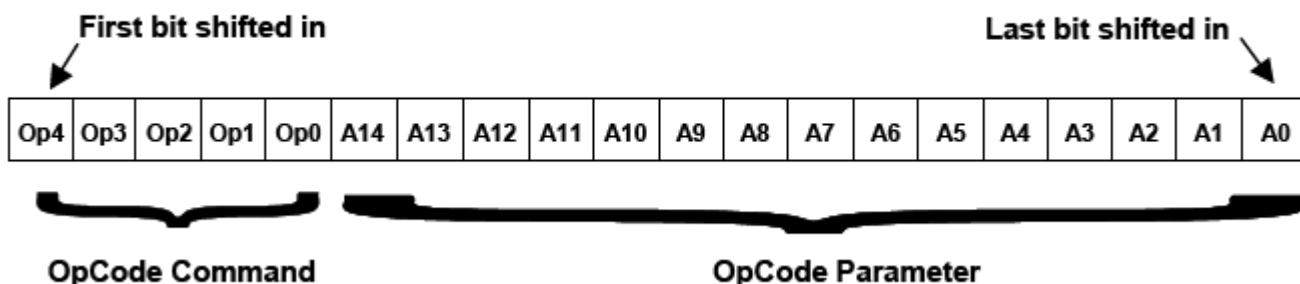 First bit shifted in
Last bit shifted in
Op4 Op3 Op2 Op1 Op0 A14 A13 A12 A11 A10 A9 A8 A7 A6 A5 A4 A3 A2 A1 A0
OpCode Command
OpCode Parameter